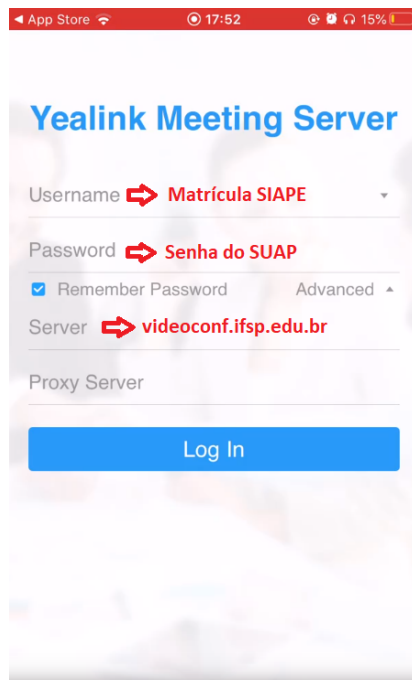 App Store 17:52 15%
Yealink Meeting Server
Username Matrícula SIAPE
Password Senha do SUAP
Remember Password Advanced
Server videoconf.ifsp.edu.br
Proxy Server
Log In